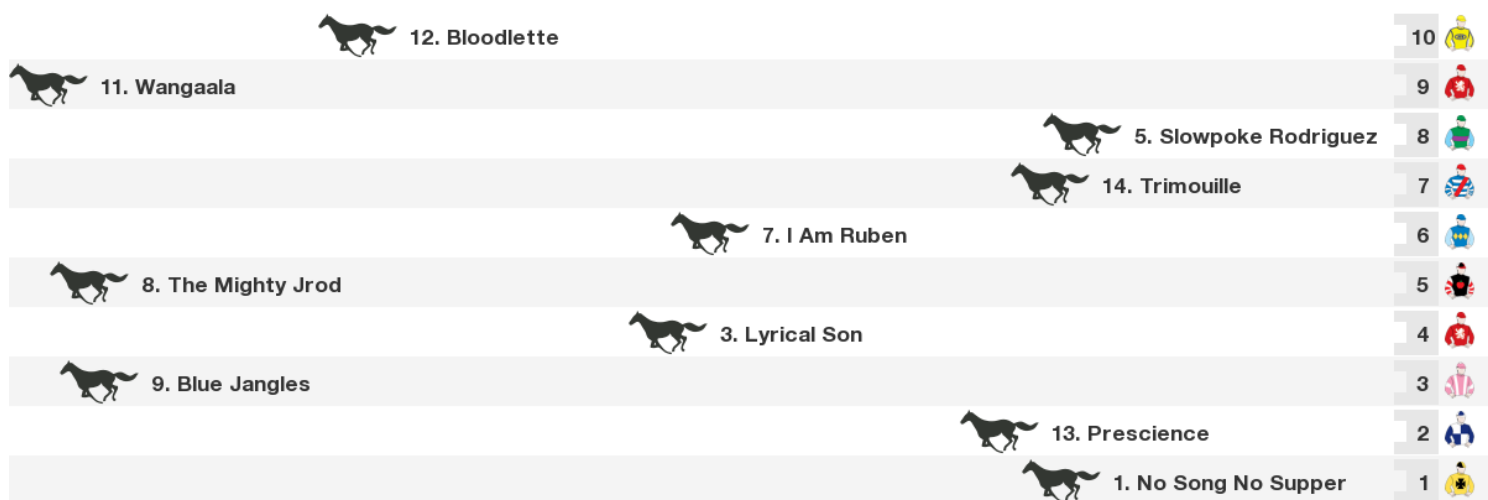 12. Bloodlette 10
11. Wangaala 9
5. Slowpoke Rodriguez 8
14. Trimouille 7
7. I Am Ruben 6
8. The Mighty Jrod 5
3. Lyrical Son 4
9. Blue Jangles 3
13. Prescience 2
1. No Song No Supper 1